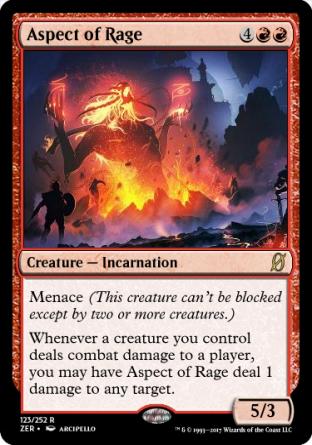 Aspect of Rage 4
Creature — Incarnation
Menace (This creature can't be blocked
except by two or more creatures.)
Whenever a creature you control
deals combat damage to a player,
you may have Aspect of Rage deal 1
damage to any target.
5/3
123/252 R
ZER • ARCIPELLO
™ & © 1993–2017 Wizards of the Coast LLC